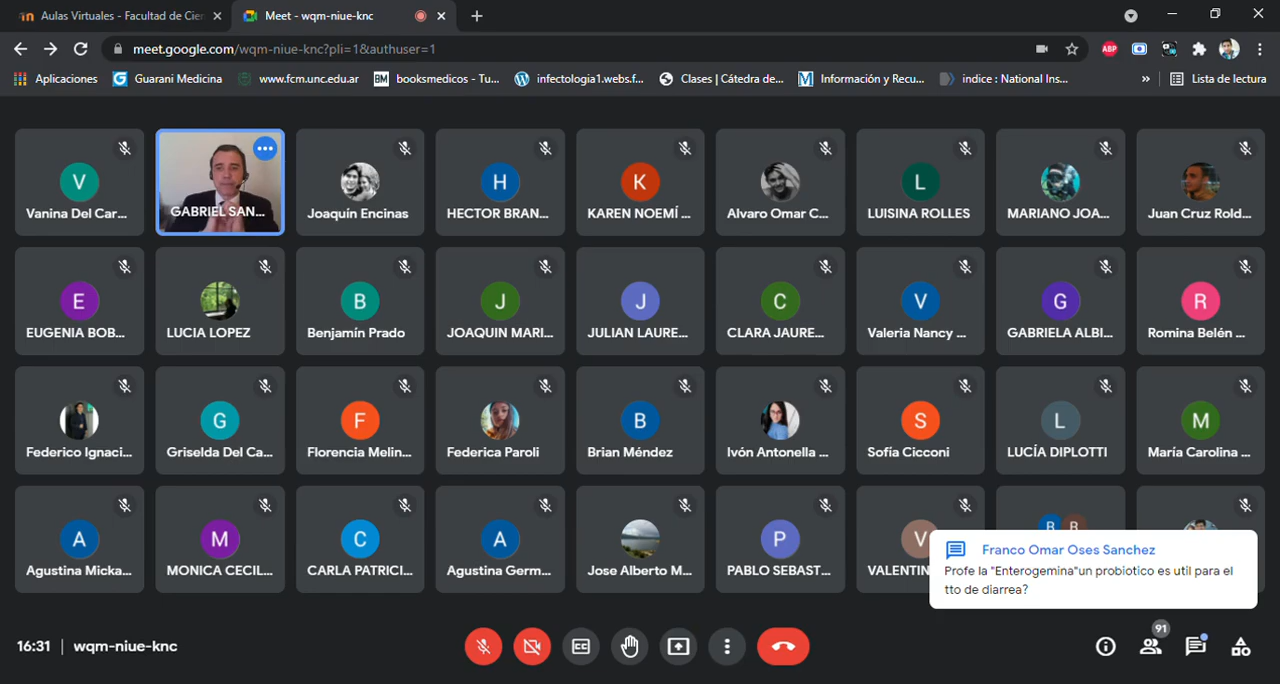 Aulas Virtuales - Facultad de Cien
Meet - wqm-niue-knc
meet.google.com/wqm-niue-knc?pli=1&authuser=1
ABP
Aplicaciones
Guarani Medicina
www.fcm.unc.edu.ar
BM booksmedicos - Tu...
infectologia1.webs.f...
Clases | Cátedra de...
M Información y Recu...
indice : National Ins...
»
Lista de lectura
V
Vanina Del Car...
GABRIEL SAN...
Joaquín Encinas
H
HECTOR BRAN...
K
KAREN NOEMÍ ...
Alvaro Omar C...
L
LUISINA ROLLES
MARIANO JOA...
Juan Cruz Rold...
E
EUGENIA BOB...
LUCIA LOPEZ
B
Benjamín Prado
J
JOAQUIN MARI...
J
JULIAN LAURE...
C
CLARA JAURE...
V
Valeria Nancy ...
G
GABRIELA ALBI...
R
Romina Belén ...
Federico Ignaci...
G
Griselda Del Ca...
F
Florencia Melin...
Federica Paroli
B
Brian Méndez
Ivón Antonella ...
S
Sofía Cicconi
L
LUCÍA DIPLOTTI
M
María Carolina ...
A
Agustina Micka...
M
MONICA CECIL...
C
CARLA PATRICI...
A
Agustina Germ...
Jose Alberto M...
P
PABLO SEBAST...
V
VALENTIN
B
B
Franco Omar Oses Sanchez
Profe la "Enterogemina"un probiotico es util para el
tto de diarrea?
16:31 | wqm-niue-knc
CC
91